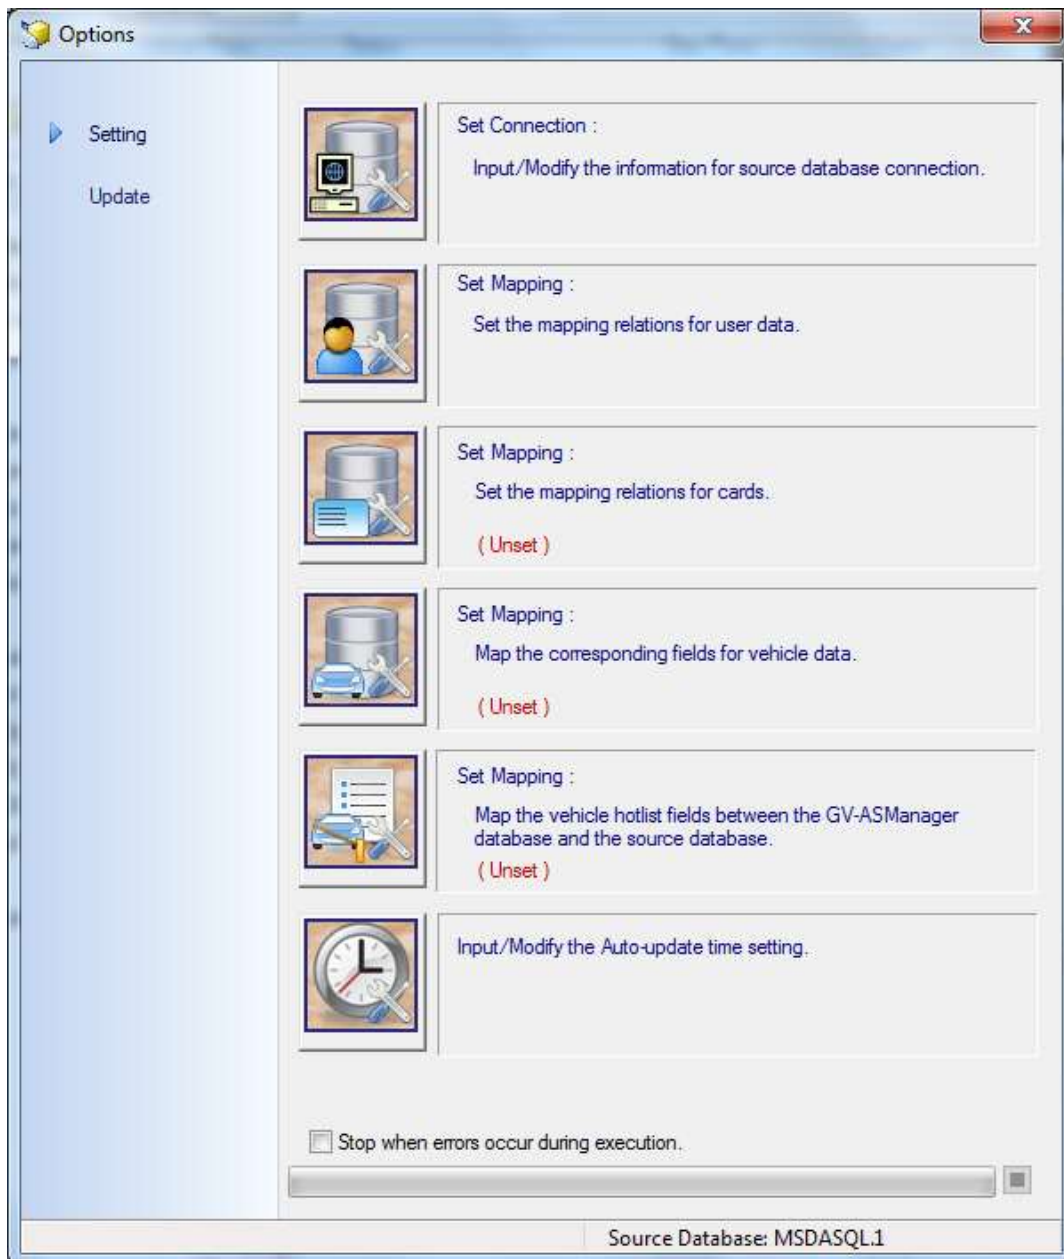 Options
Setting
Update
Set Connection :
Input/Modify the information for source database connection.
Set Mapping :
Set the mapping relations for user data.
Set Mapping :
Set the mapping relations for cards.
( Unset )
Set Mapping :
Map the corresponding fields for vehicle data.
( Unset )
Set Mapping :
Map the vehicle hotlist fields between the GV-ASManager
database and the source database.
( Unset )
Input/Modify the Auto-update time setting.
Stop when errors occur during execution.
Source Database: MSDASQL.1